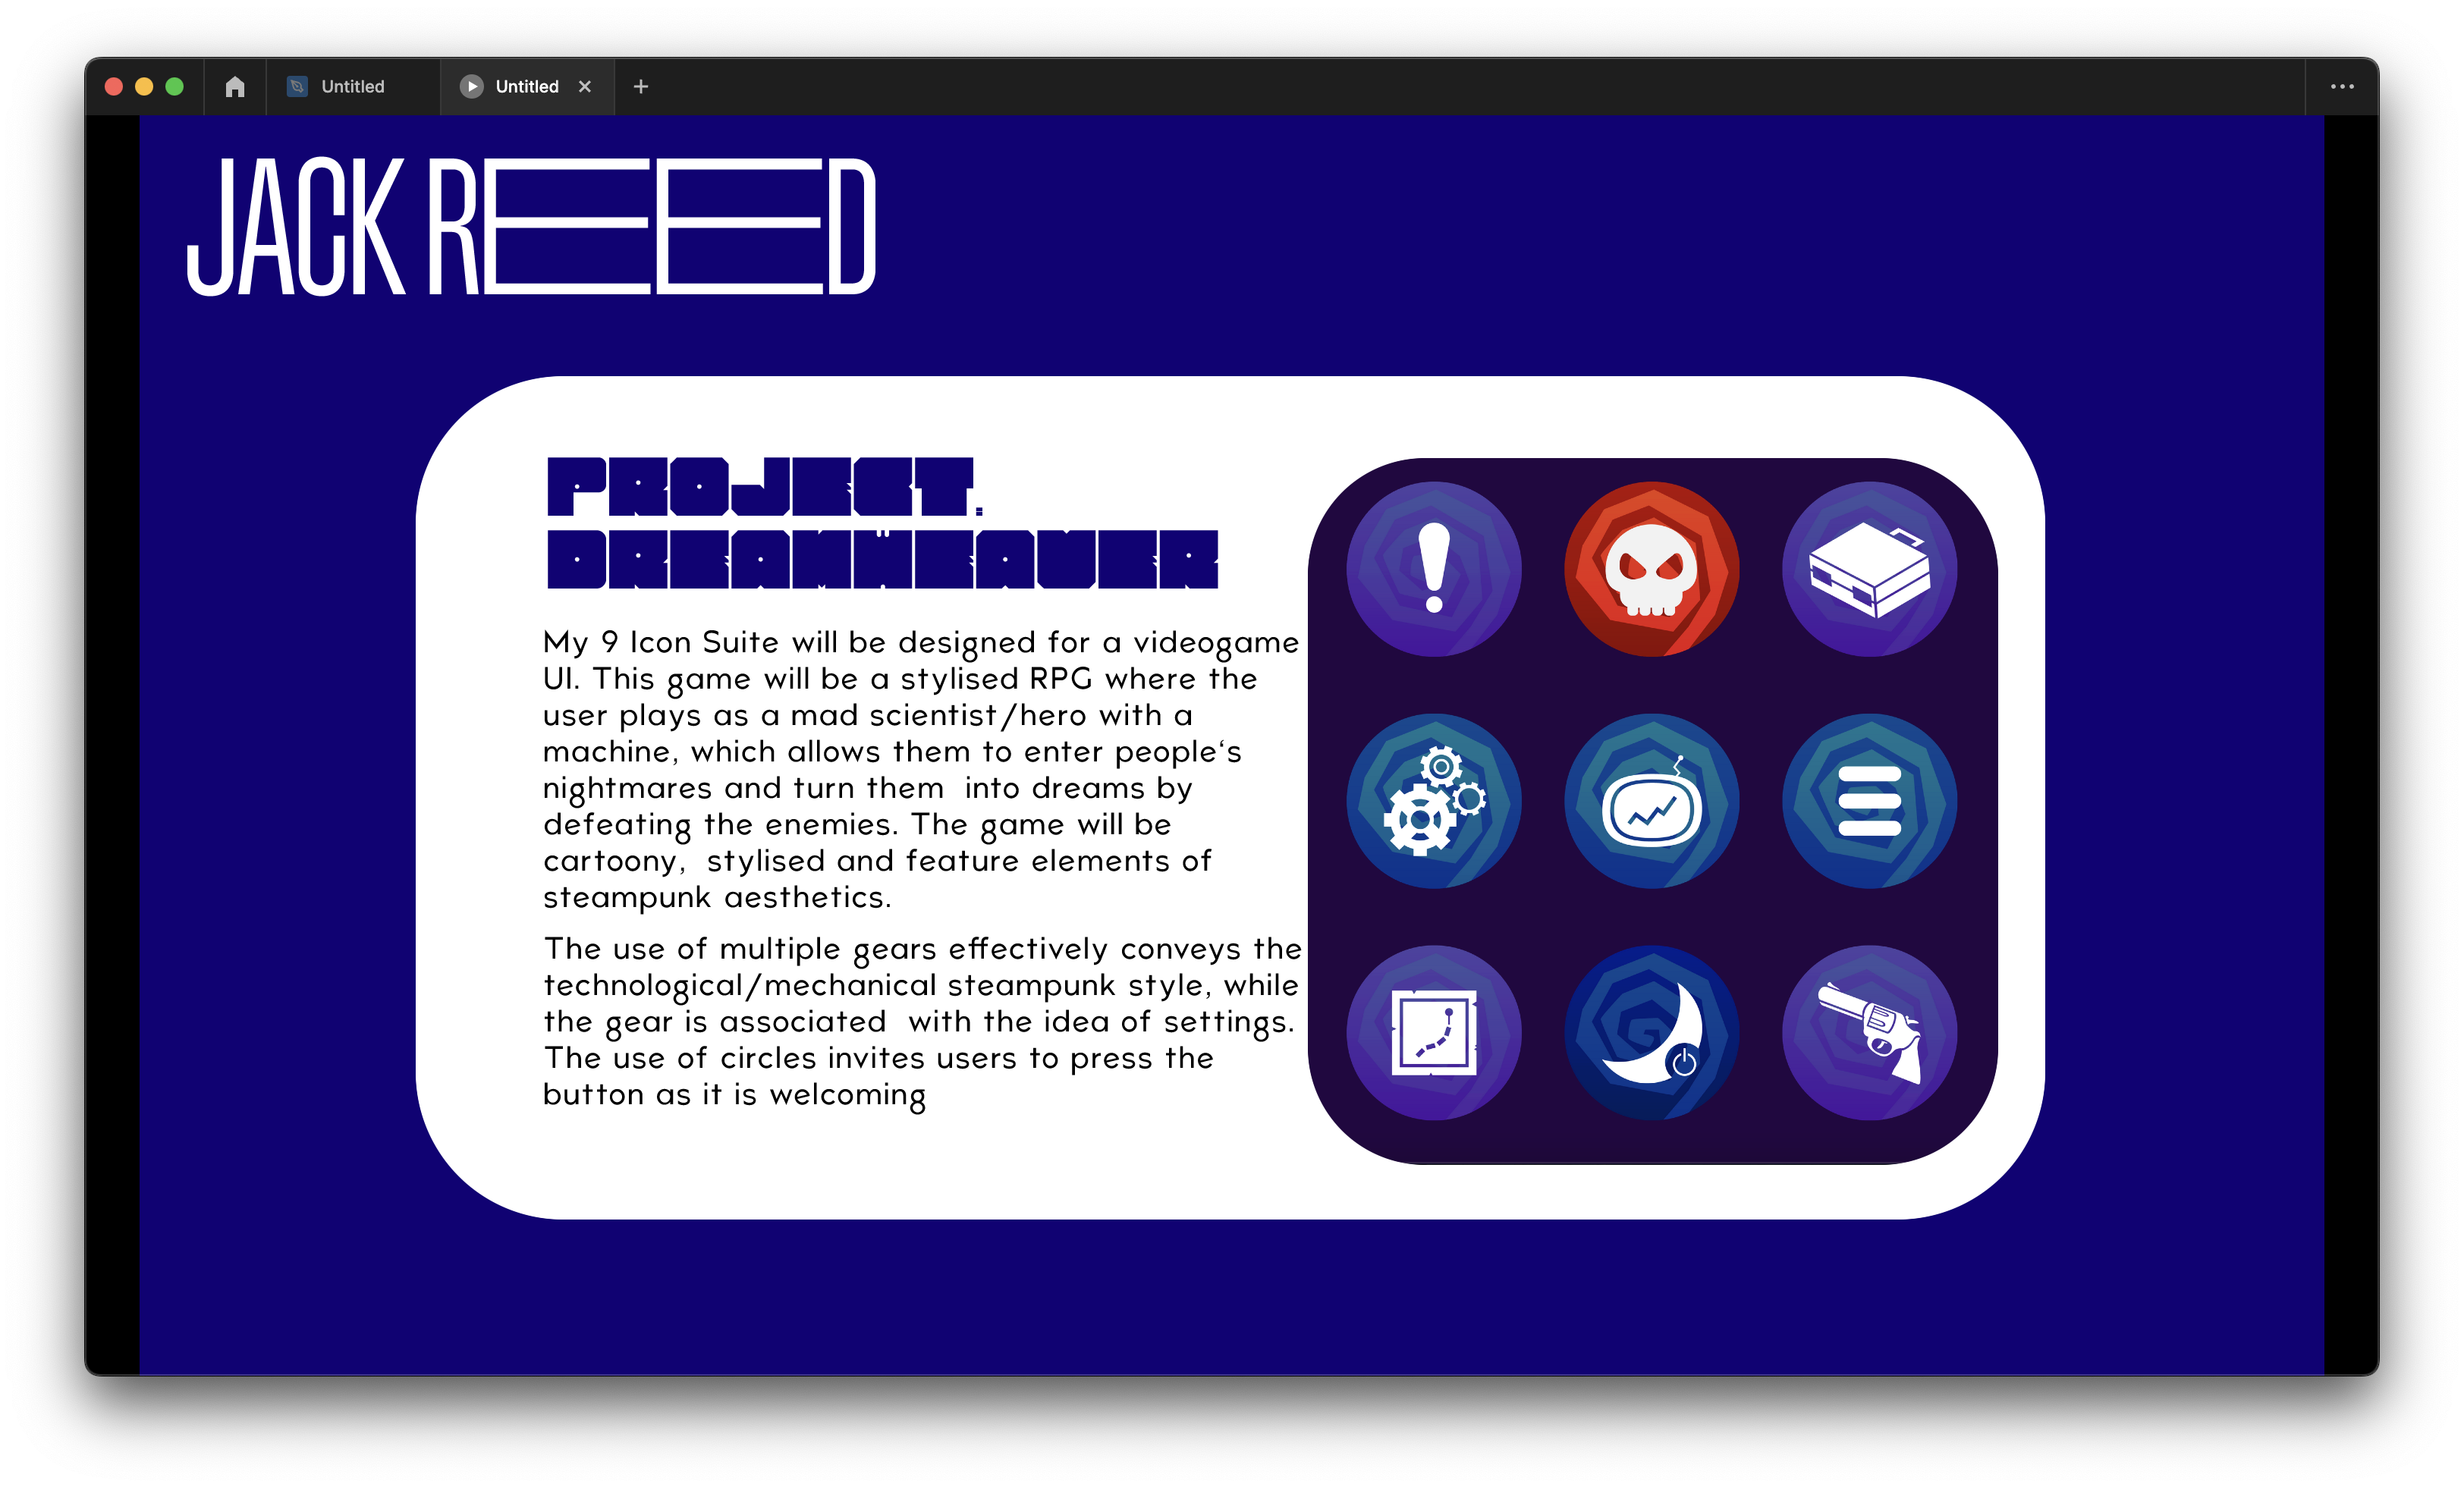 Untitled
Untitled
JACK REED
PROJECT:
DREAMWEAVER
My 9 Icon Suite will be designed for a videogame
UI. This game will be a stylised RPG where the
user plays as a mad scientist/hero with a
machine, which allows them to enter people‘s
nightmares and turn them  into dreams by
defeating the enemies. The game will be
cartoony,  stylised and feature elements of
steampunk aesthetics.
The use of multiple gears effectively conveys the
technological/mechanical steampunk style, while
the gear is associated  with the idea of settings.
The use of circles invites users to press the
button as it is welcoming